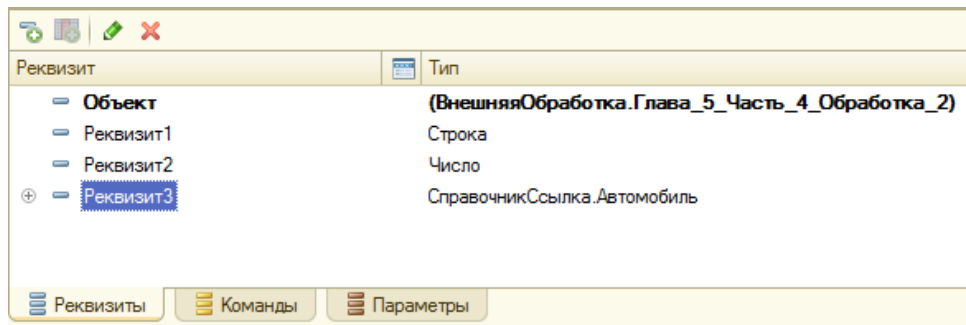 Реквизит Тип
Объект (ВнешняяОбработка.Глава_5_Часть_4_Обработка_2)
Реквизит1 Строка
Реквизит2 Число
Реквизит3 СправочникСсылка.Автомобиль
Реквизиты Команды Параметры